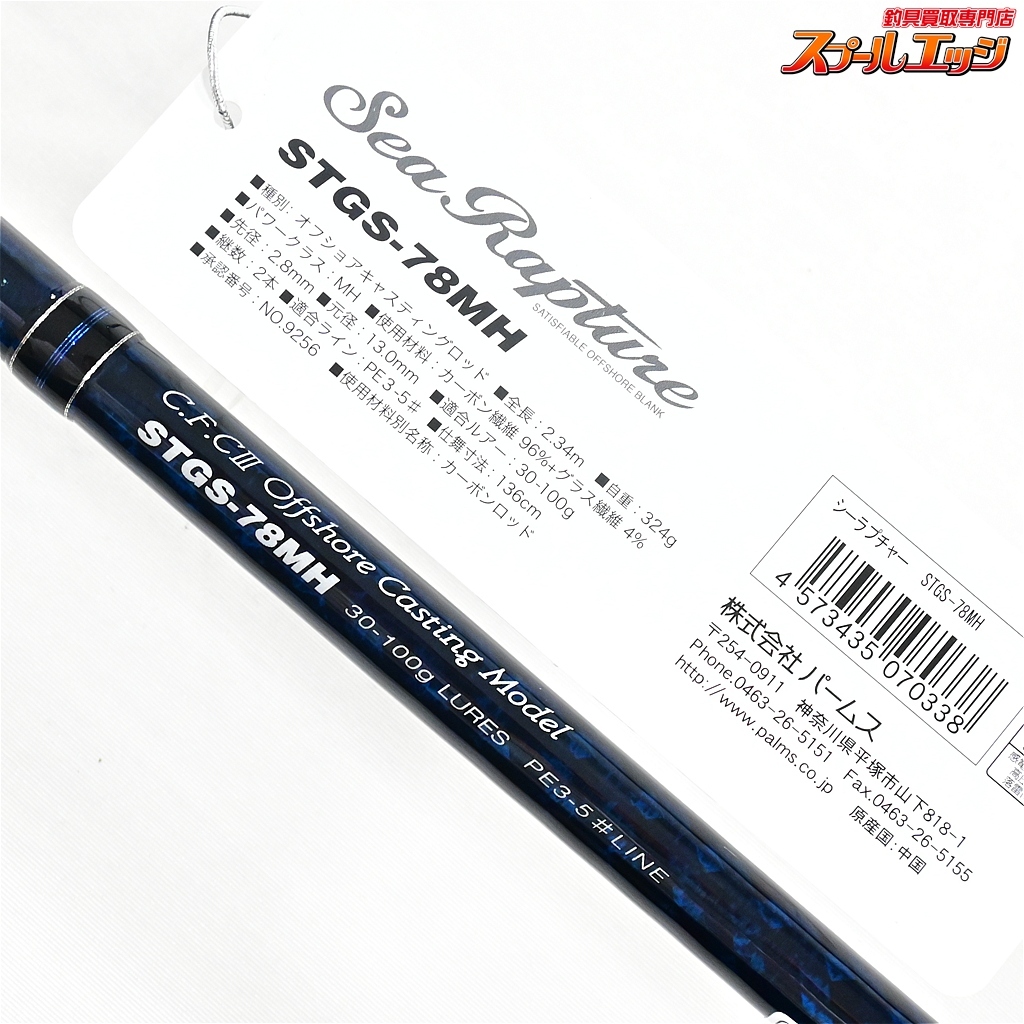 釣具買取専門店
スプールエッジ
Sea Rapture
SATISFIABLE OFFSHORE BLANK
STGS-78MH
■種別：オフショアキャスティングロッド ■全長：2.34m ■自重：324g
■パワークラス：MH ■使用材料：カーボン繊維 96%+グラス繊維 4%
■先径：2.8mm ■元径：13.0mm ■適合ルアー：30-100g
■継数：2本 ■適合ライン：PE3-5# ■仕舞寸法：136cm
■承認番号：NO.9256 ■使用材料別名称：カーボンロッド
シーラプチャー STGS-78MH
4 573435 070338
株式会社 パームス
〒254-0911 神奈川県平塚市山下818-1
Phone.0463-26-5151 Fax.0463-26-5155
http://www.palms.co.jp 原産国:中国
C.F.CⅢ Offshore Casting Model
STGS-78MH 30-100g LURES PE3-5#LINE